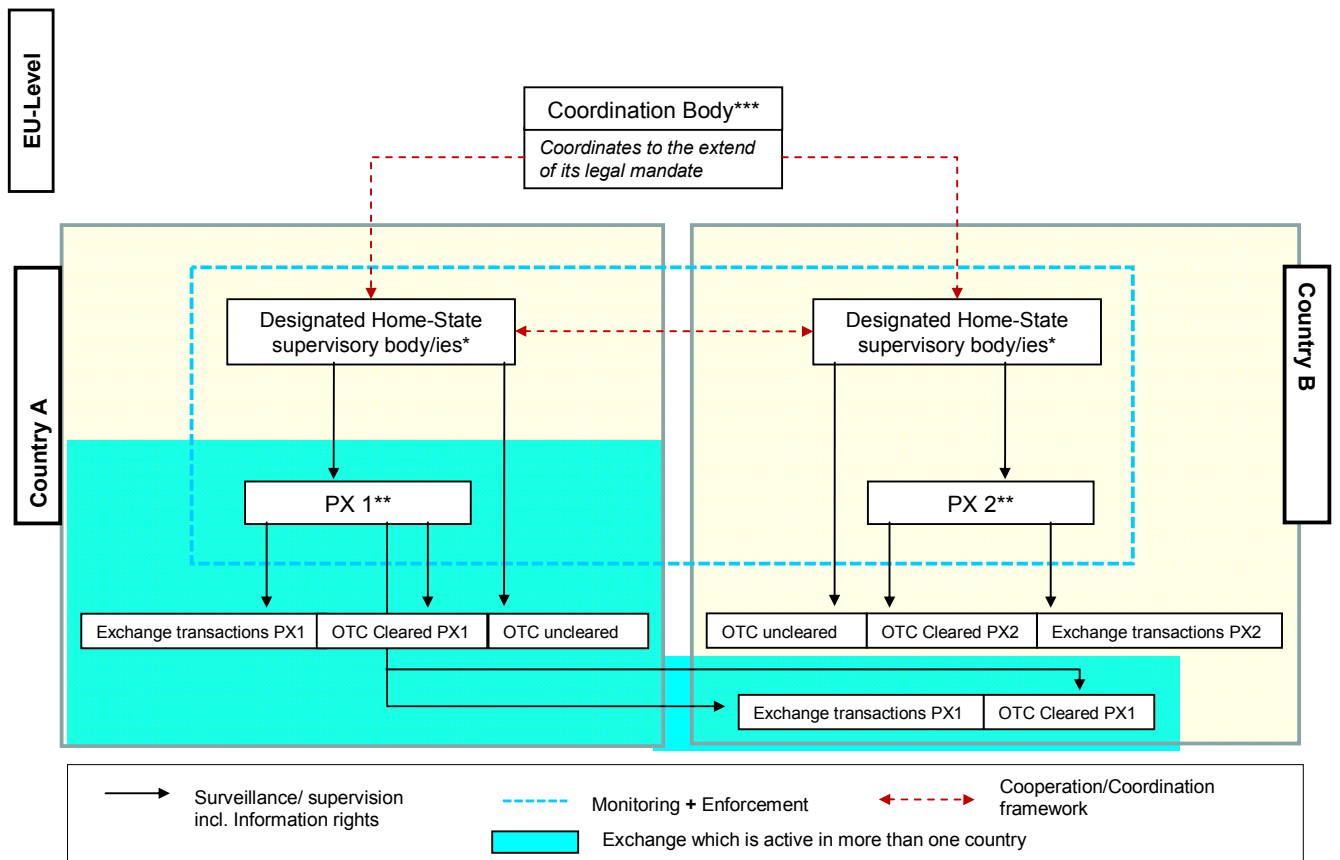 EU-Level
Coordination Body***
Coordinates to the extend
of its legal mandate
Country A
Country B
Designated Home-State
supervisory body/ies*
Designated Home-State
supervisory body/ies*
PX 1**
PX 2**
Exchange transactions PX1
OTC Cleared PX1
OTC uncleared
OTC uncleared
OTC Cleared PX2
Exchange transactions PX2
Exchange transactions PX1
OTC Cleared PX1
Surveillance/ supervision
incl. Information rights
Monitoring + Enforcement
Cooperation/Coordination
framework
Exchange which is active in more than one country